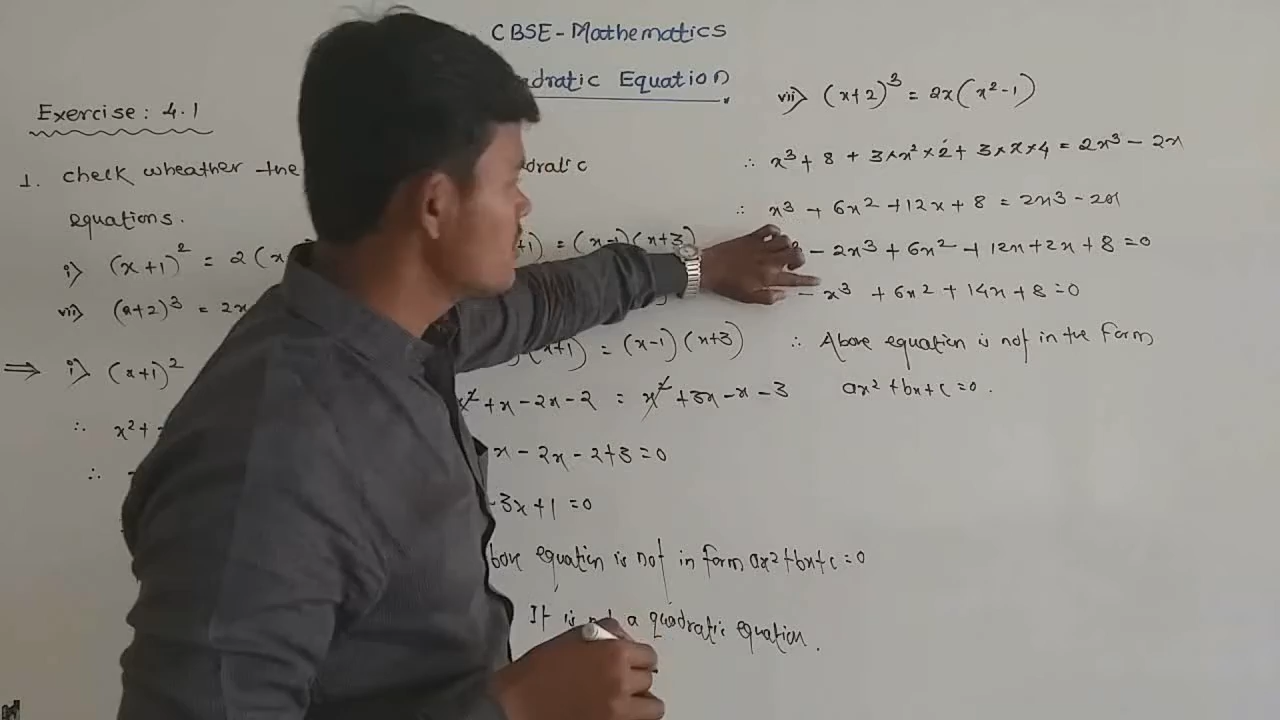 CBSE-Mathematics
Equation
Exercise: 4.1
1. check wheather the
equations.
i) (x+1)² = 2(x
vii) (x+2)³ = 2x
+1) = (x-1)(x+3)
⇒ i) (x+1)²
(x+1) = (x-1)(x+3)
∴ x²+
x²+x-2x-2 = x²+3x-x-3
∴
x-2x-2+3=0
-3x+1=0
equation is not in form ax²+bx+c=0
It is a quadratic equation.
vii) (x+2)³ = 2x(x²-1)
∴ x³+8+3×x²×2+3×x×4 = 2x³-2x
∴ x³+6x²+12x+8 = 2x3-2x
-2x³+6x²+12x+2x+8=0
-x³+6x²+14x+8=0
∴ Above equation is not in the form
ax²+bx+c=0.